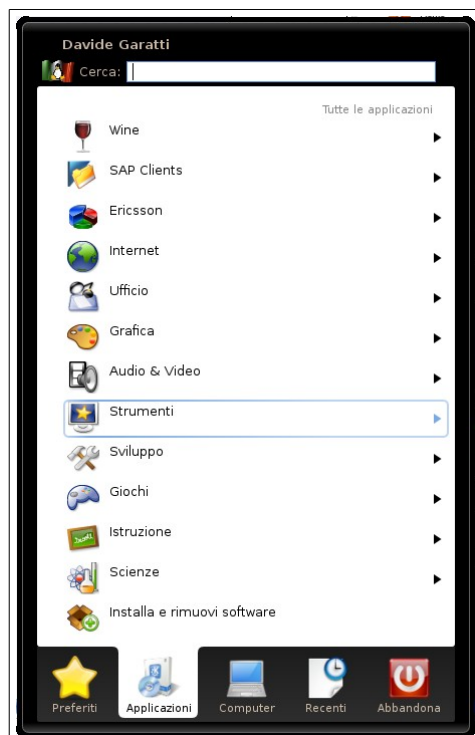 Davide Garatti
Cerca:
Tutte le applicazioni
Wine
SAP Clients
Ericsson
Internet
Ufficio
Grafica
Audio & Video
Strumenti
Sviluppo
Giochi
Istruzione
Scienze
Installa e rimuovi software
Preferiti
Applicazioni
Computer
Recenti
Abbandona